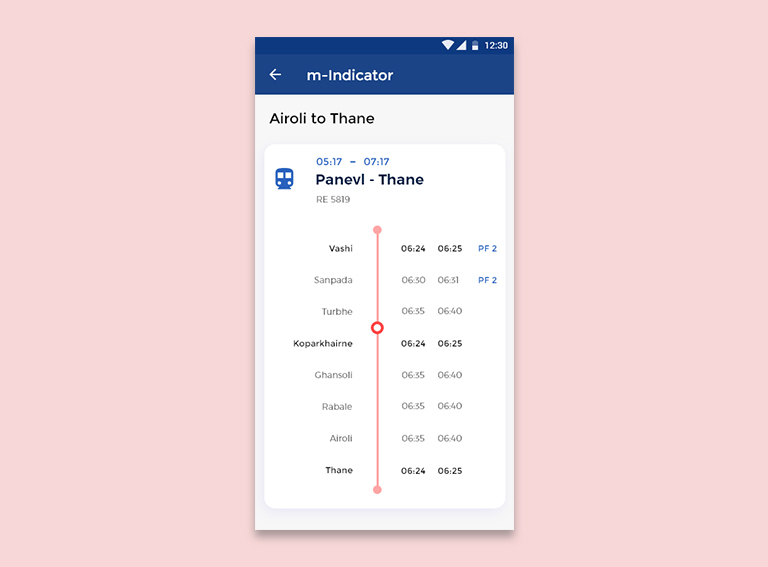 12:30
m-Indicator
Airoli to Thane
05:17 – 07:17
Panevl - Thane
RE 5819
Vashi 06:24 06:25 PF 2
Sanpada 06:30 06:31 PF 2
Turbhe 06:35 06:40
Koparkhairne 06:24 06:25
Ghansoli 06:35 06:40
Rabale 06:35 06:40
Airoli 06:35 06:40
Thane 06:24 06:25